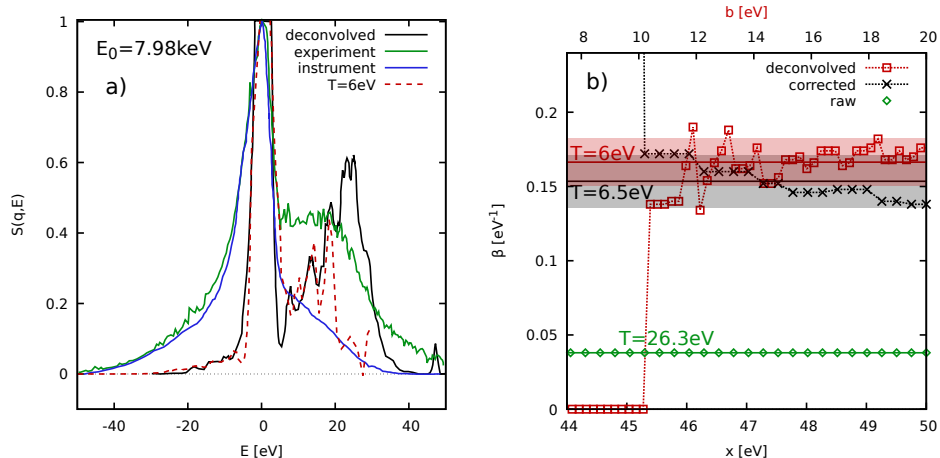 E₀=7.98keV
a)
deconvolved
experiment
instrument
T=6eV
S(q,E)
1
0.8
0.6
0.4
0.2
0
-40
-20
0
20
40
E [eV]
b [eV]
8
10
12
14
16
18
20
b)
deconvolved
corrected
raw
T=6eV
T=6.5eV
T=26.3eV
β [eV⁻¹]
0.2
0.15
0.1
0.05
0
44
45
46
47
48
49
50
x [eV]